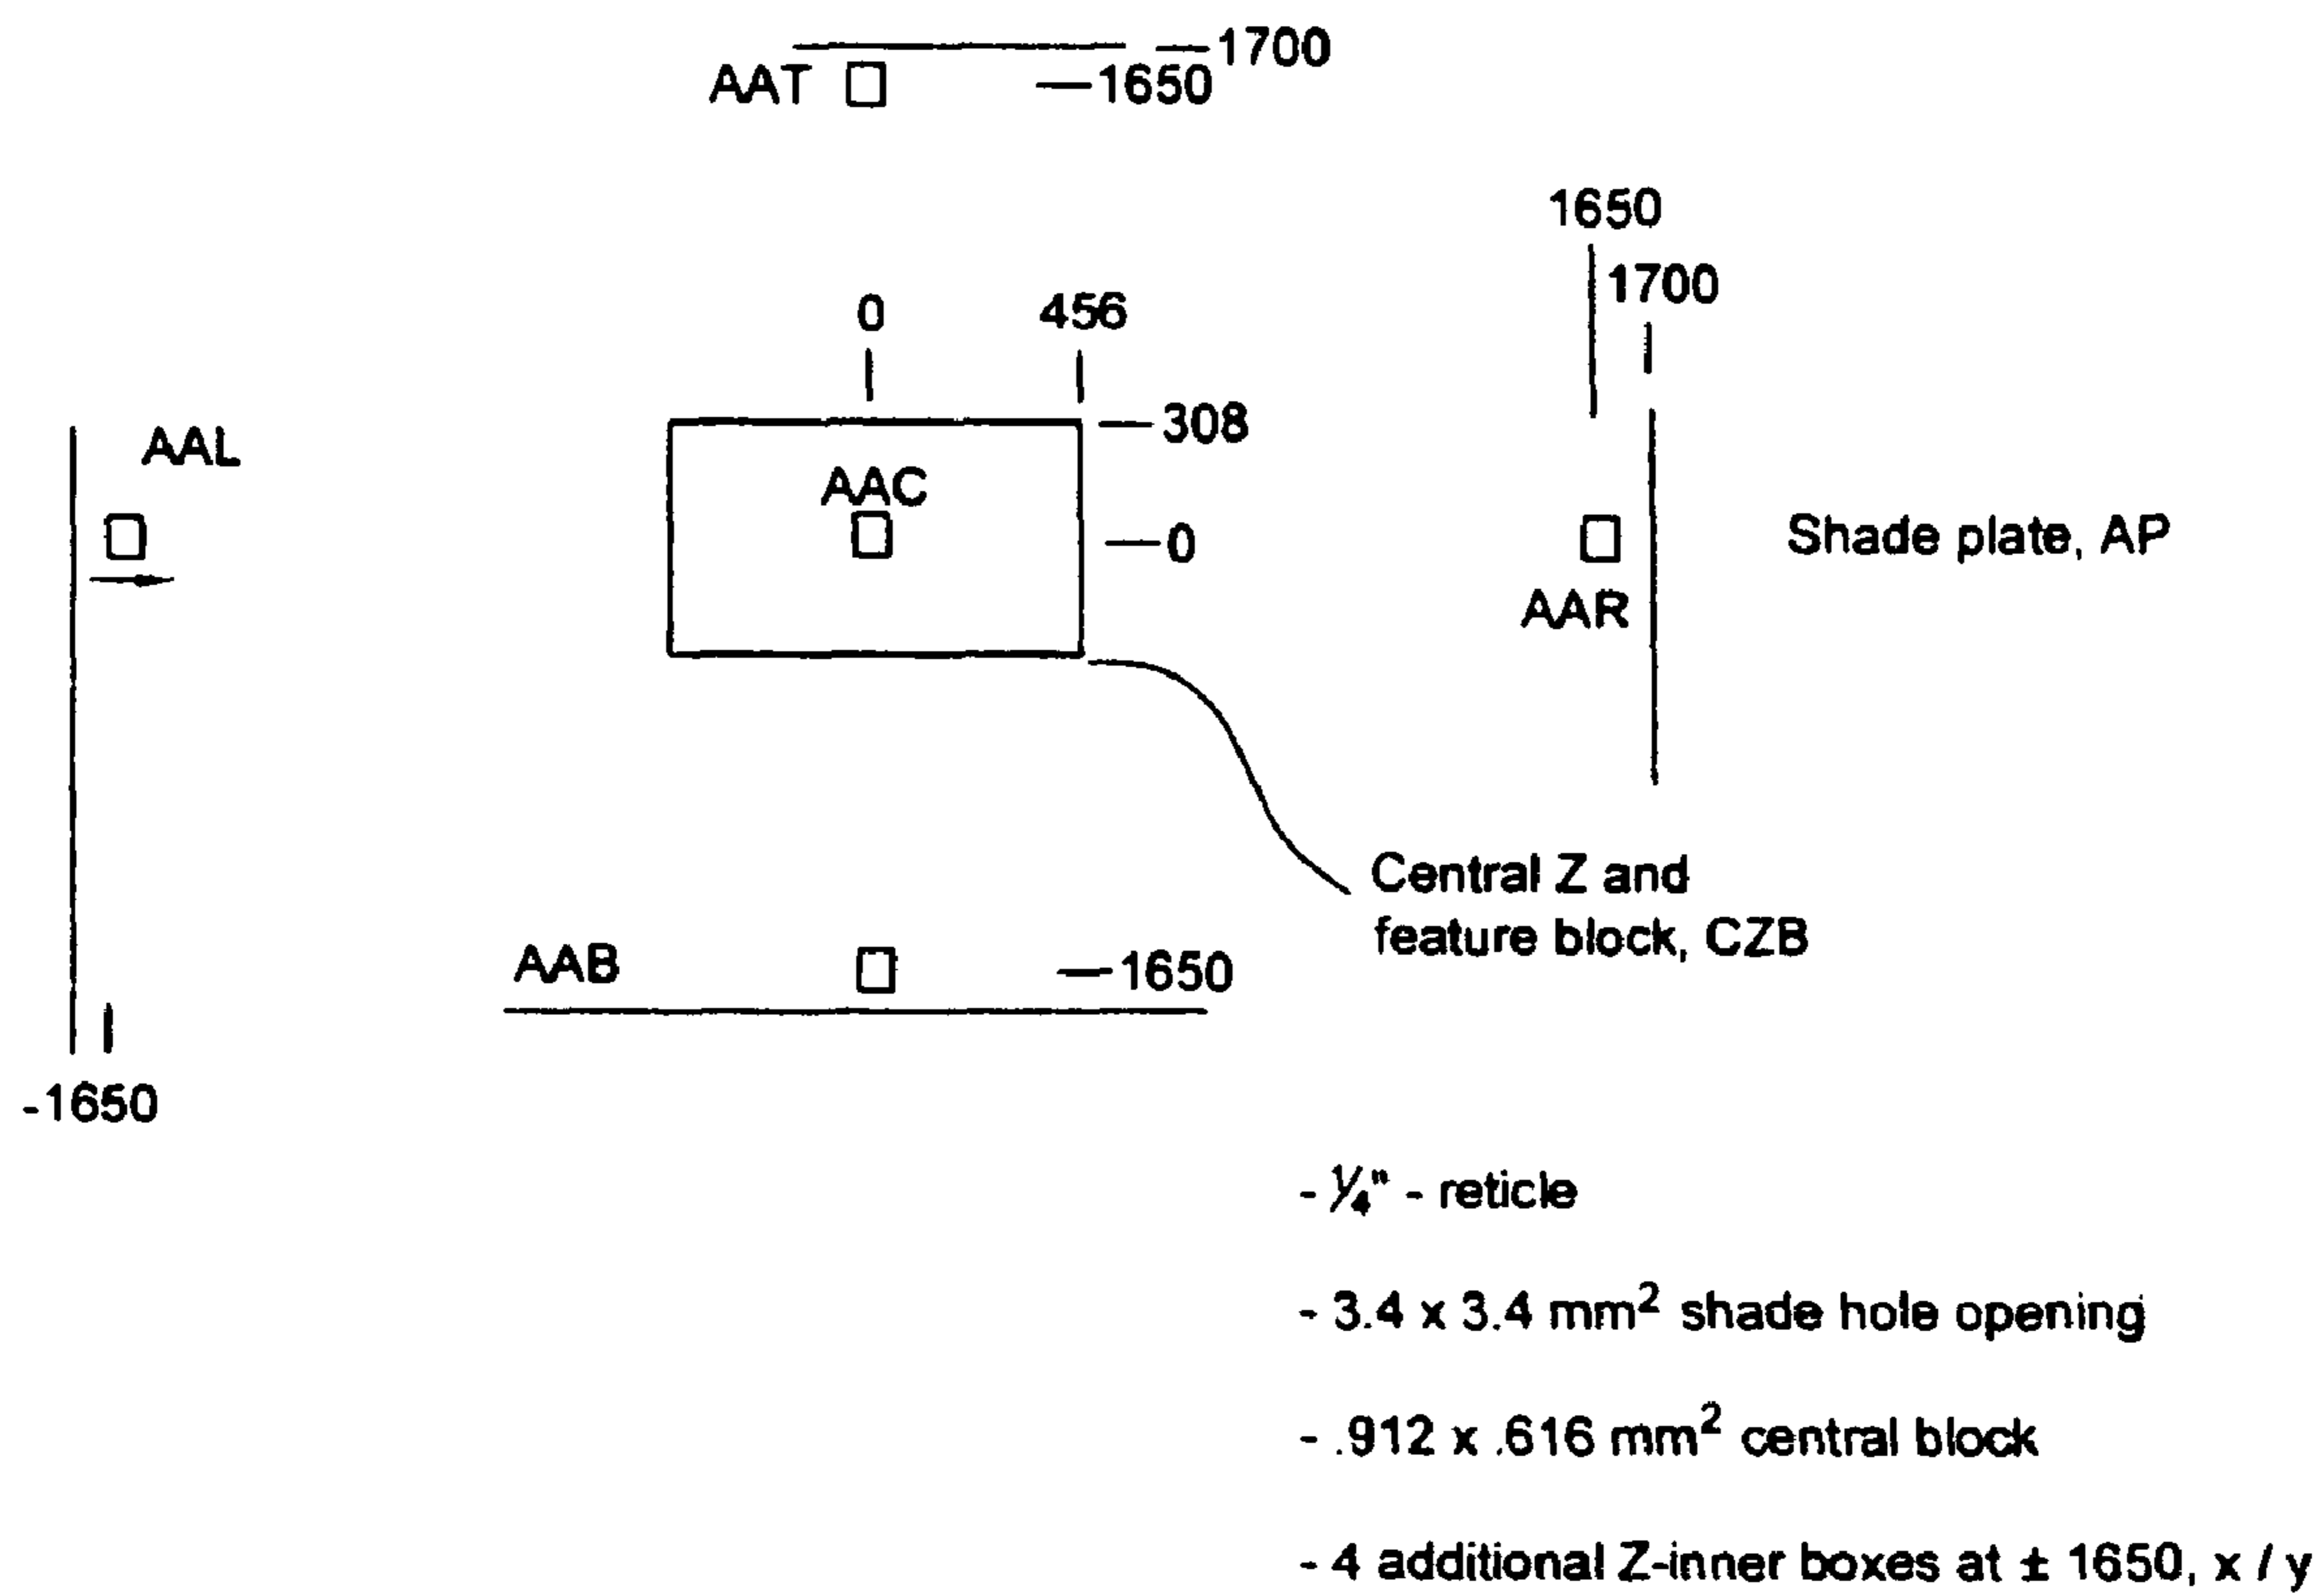 1700
AAT
1650
1650
1700
0
456
308
AAL
AAC
0
Shade plate, AP
AAR
Central Z and
feature block, CZB
AAB
1650
-1650
- ¼" - reticle
- 3.4 x 3.4 mm² shade hole opening
- .912 x .616 mm² central block
- 4 additional Z-inner boxes at ± 1650, x / y